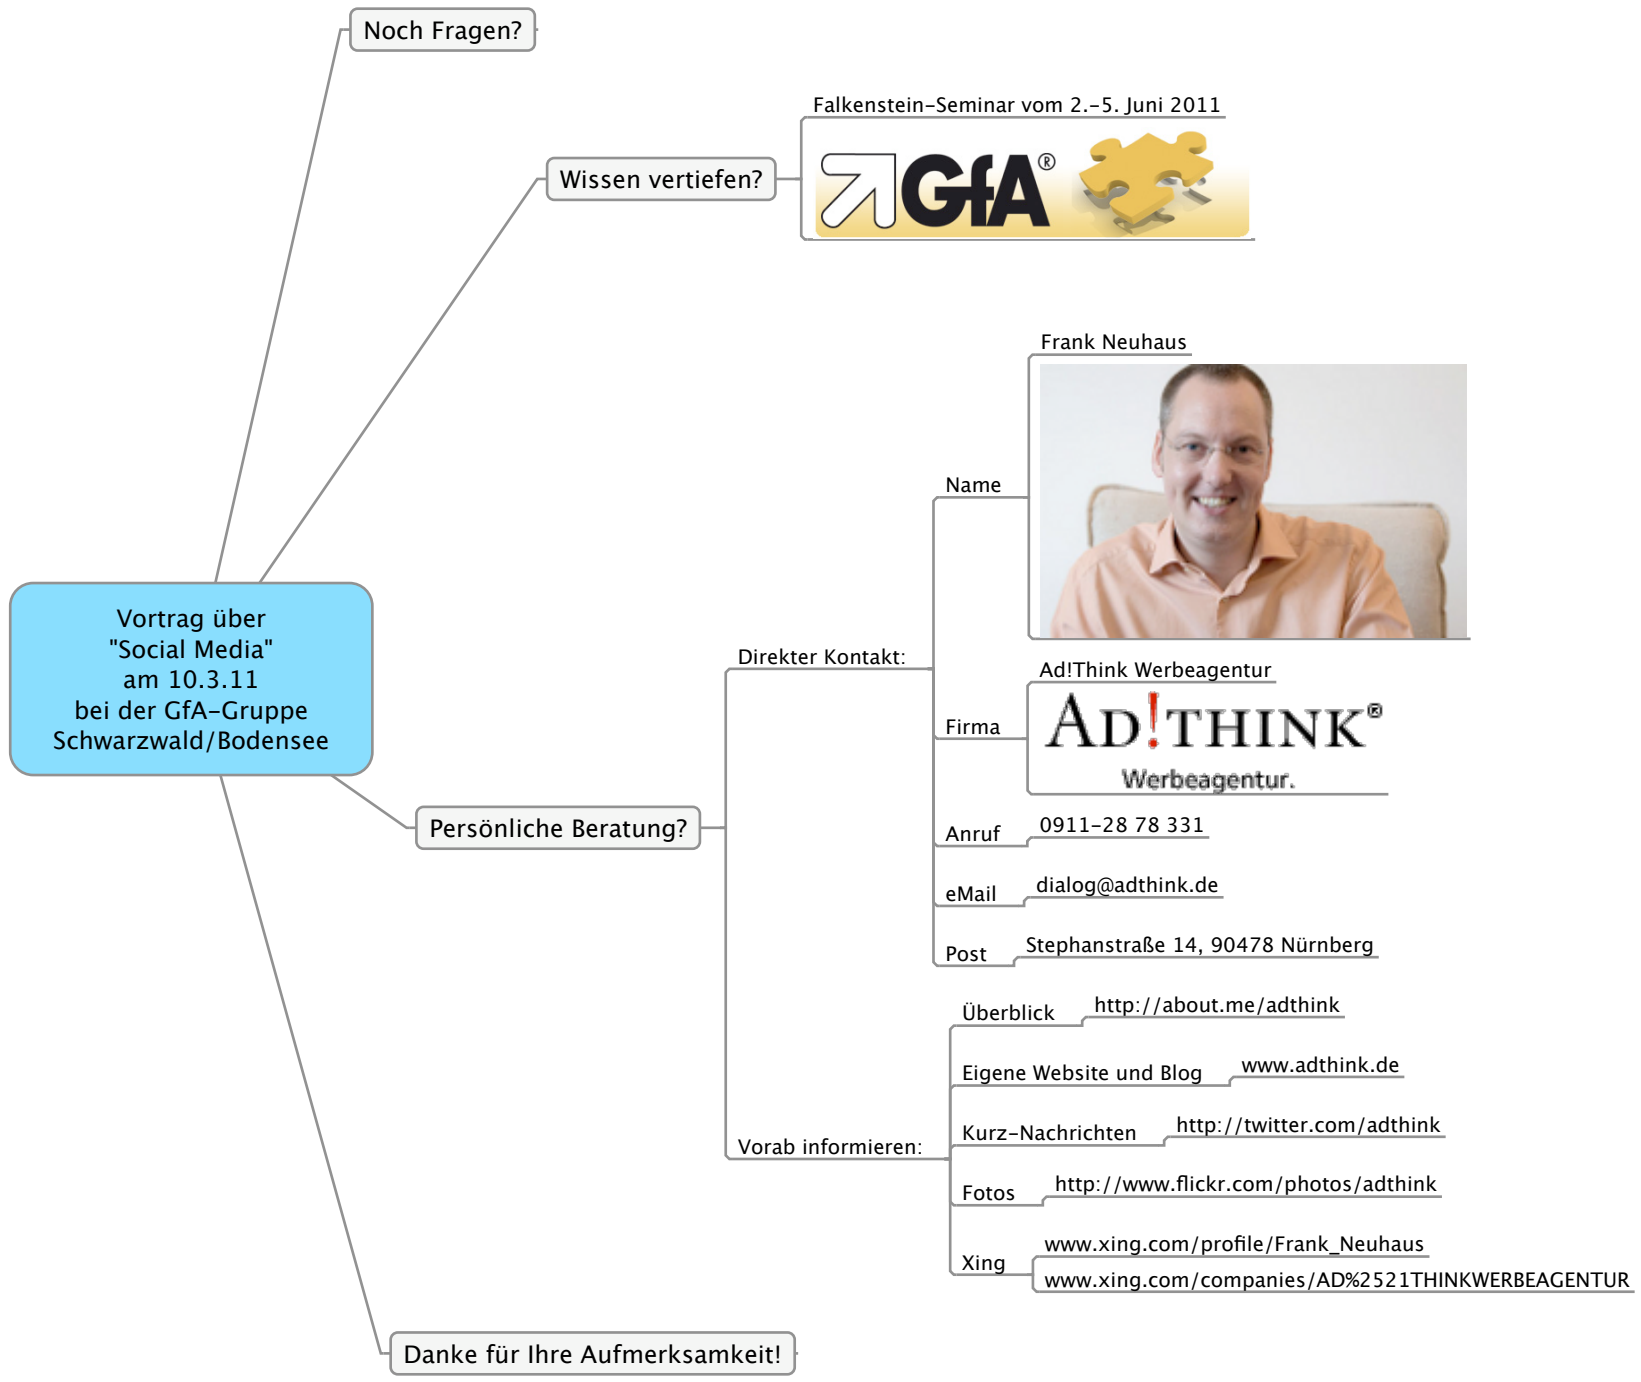 Noch Fragen?
Falkenstein-Seminar vom 2.-5. Juni 2011
Wissen vertiefen?
GfA®
Frank Neuhaus
Name
Vortrag über
"Social Media"
am 10.3.11
bei der GfA-Gruppe
Schwarzwald/Bodensee
Direkter Kontakt:
Ad!Think Werbeagentur
Firma
AD!THINK®
Werbeagentur.
Persönliche Beratung?
Anruf
0911-28 78 331
eMail
dialog@adthink.de
Post
Stephanstraße 14, 90478 Nürnberg
Überblick
http://about.me/adthink
Eigene Website und Blog
www.adthink.de
Vorab informieren:
Kurz-Nachrichten
http://twitter.com/adthink
Fotos
http://www.flickr.com/photos/adthink
Xing
www.xing.com/profile/Frank_Neuhaus
www.xing.com/companies/AD%2521THINKWERBEAGENTUR
Danke für Ihre Aufmerksamkeit!